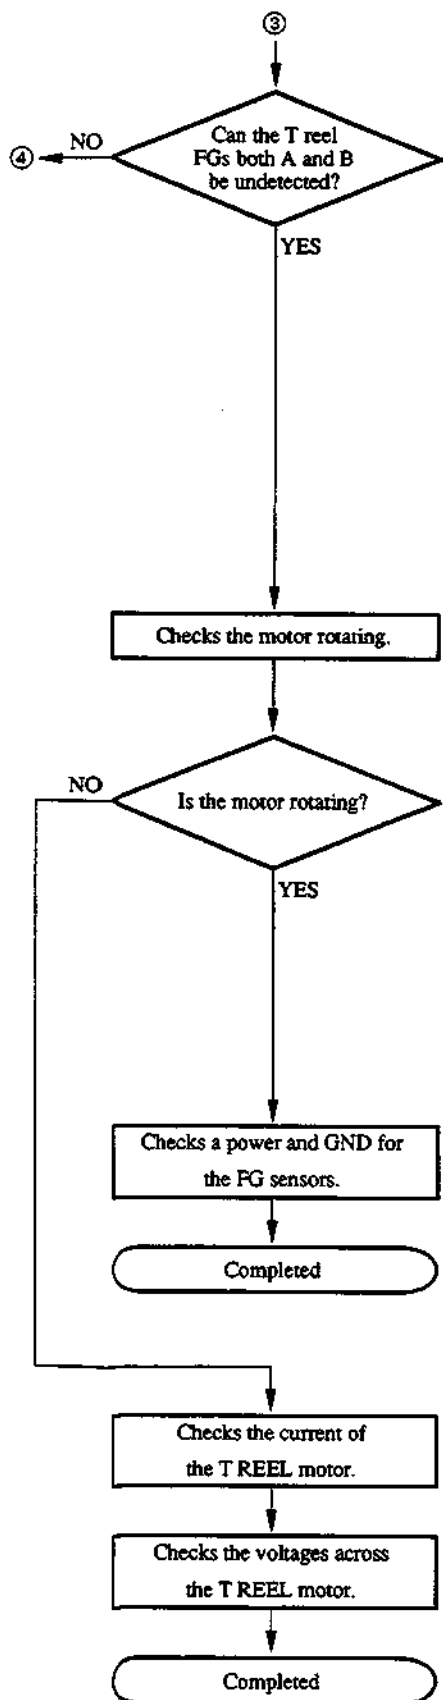 ③
Can the T reel
FGs both A and B
be undetected?
NO
④
YES
Checks the motor rotating.
Is the motor rotating?
NO
YES
Checks a power and GND for
the FG sensors.
Completed
Checks the current of
the T REEL motor.
Checks the voltages across
the T REEL motor.
Completed